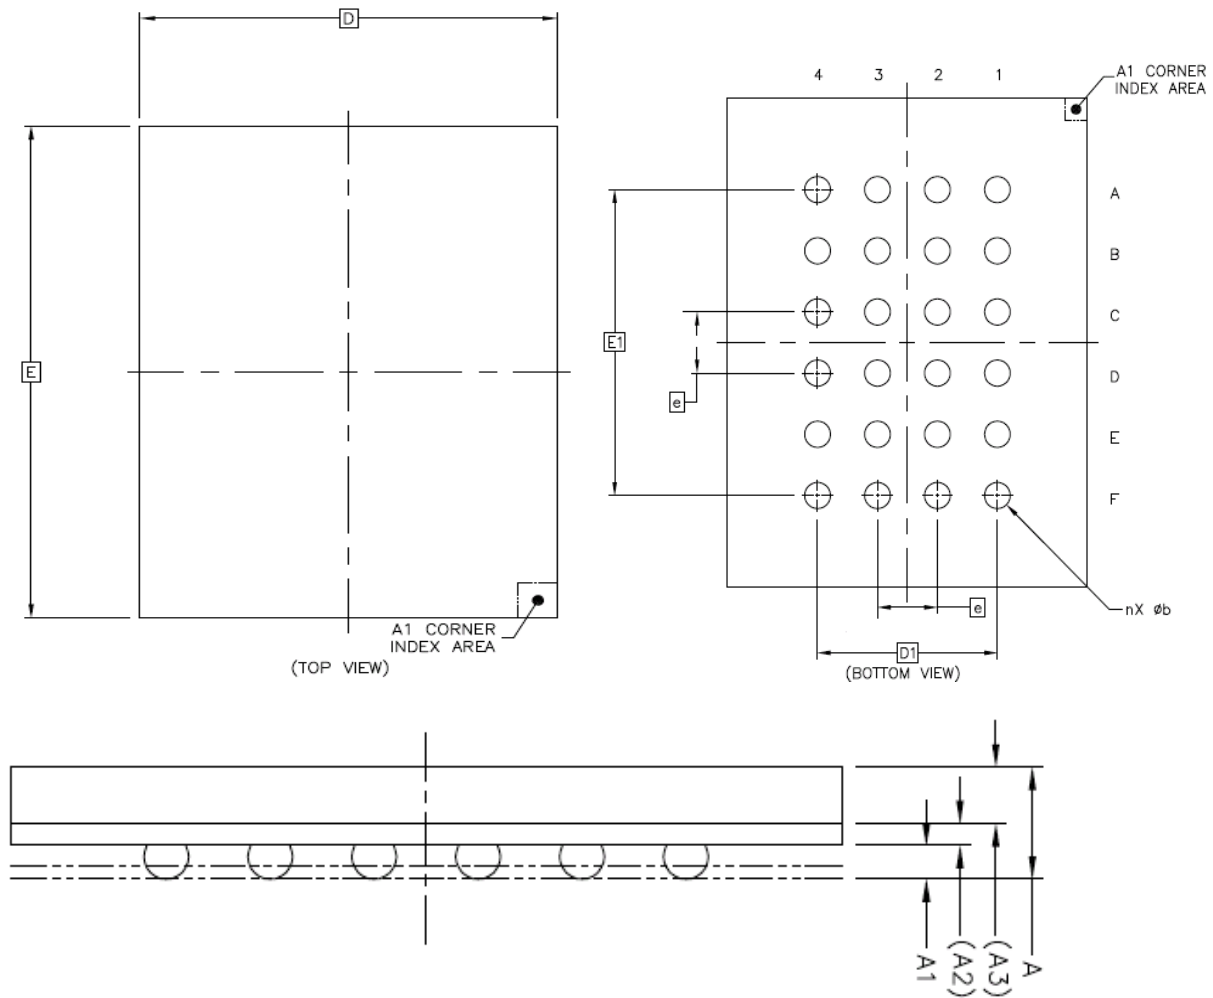 D
E
A1 CORNER
INDEX AREA
(TOP VIEW)
4 3 2 1
A1 CORNER
INDEX AREA
A
B
C
D
E
F
E1
e
e
nX øb
D1
(BOTTOM VIEW)
A1
(A2)
(A3)
A